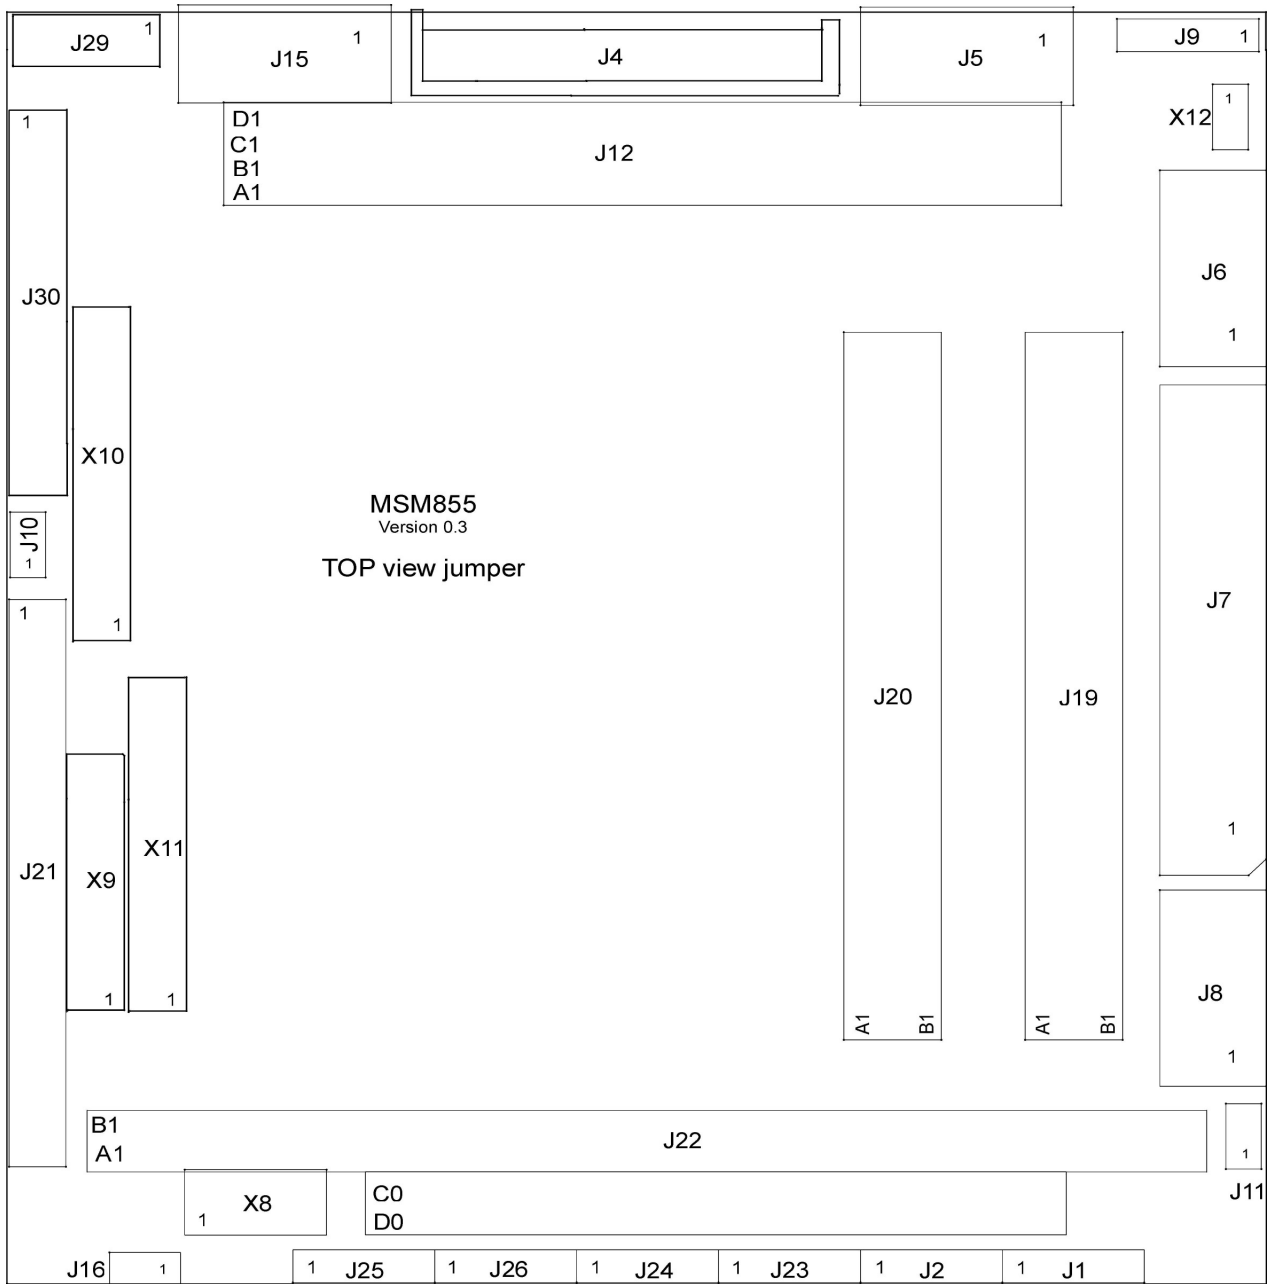 J29 1
J15 1
J4
J5 1
J9 1
X12 1
D1
C1
B1
A1
J12
1
J30
J6
1
X10
1
MSM855
Version 0.3
TOP view jumper
J10
1
1
J21
J7
1
J20
A1 B1
J19
A1 B1
X9
1
X11
1
J8
1
B1
A1
J22
1
J11
X8
1
C0
D0
J16 1
1 J25
1 J26
1 J24
1 J23
1 J2
1 J1